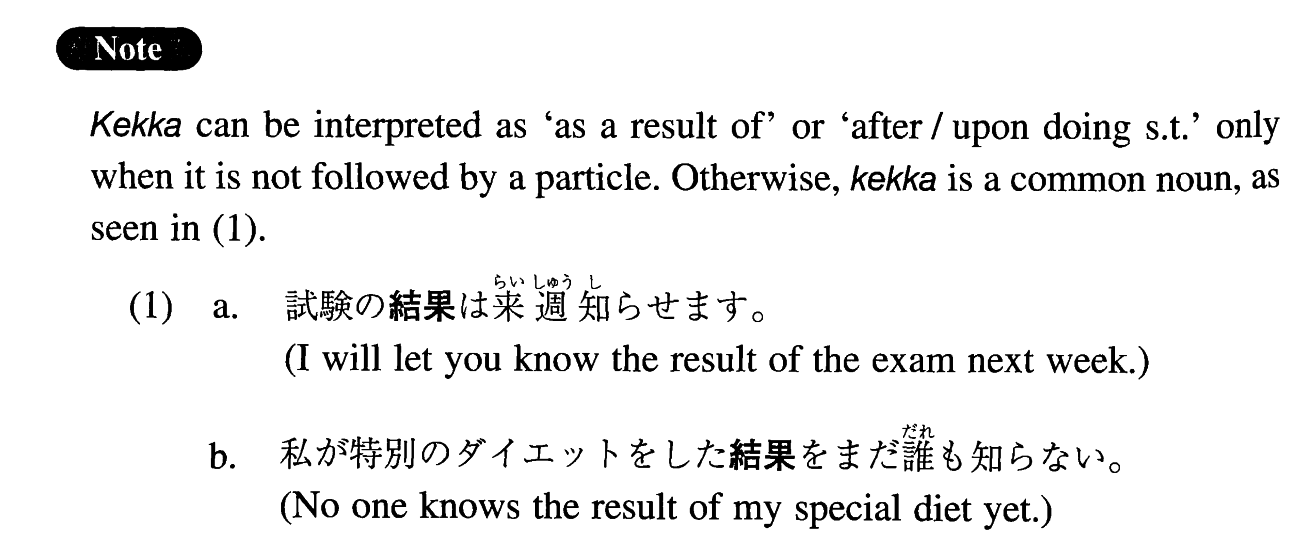 Note
Kekka can be interpreted as ‘as a result of’ or ‘after / upon doing s.t.’ only
when it is not followed by a particle. Otherwise, kekka is a common noun, as
seen in (1).
らいしゅう し
(1) a. 試験の結果は来週知らせます。
(I will let you know the result of the exam next week.)
だれ
b. 私が特別のダイエットをした結果をまだ誰も知らない。
(No one knows the result of my special diet yet.)